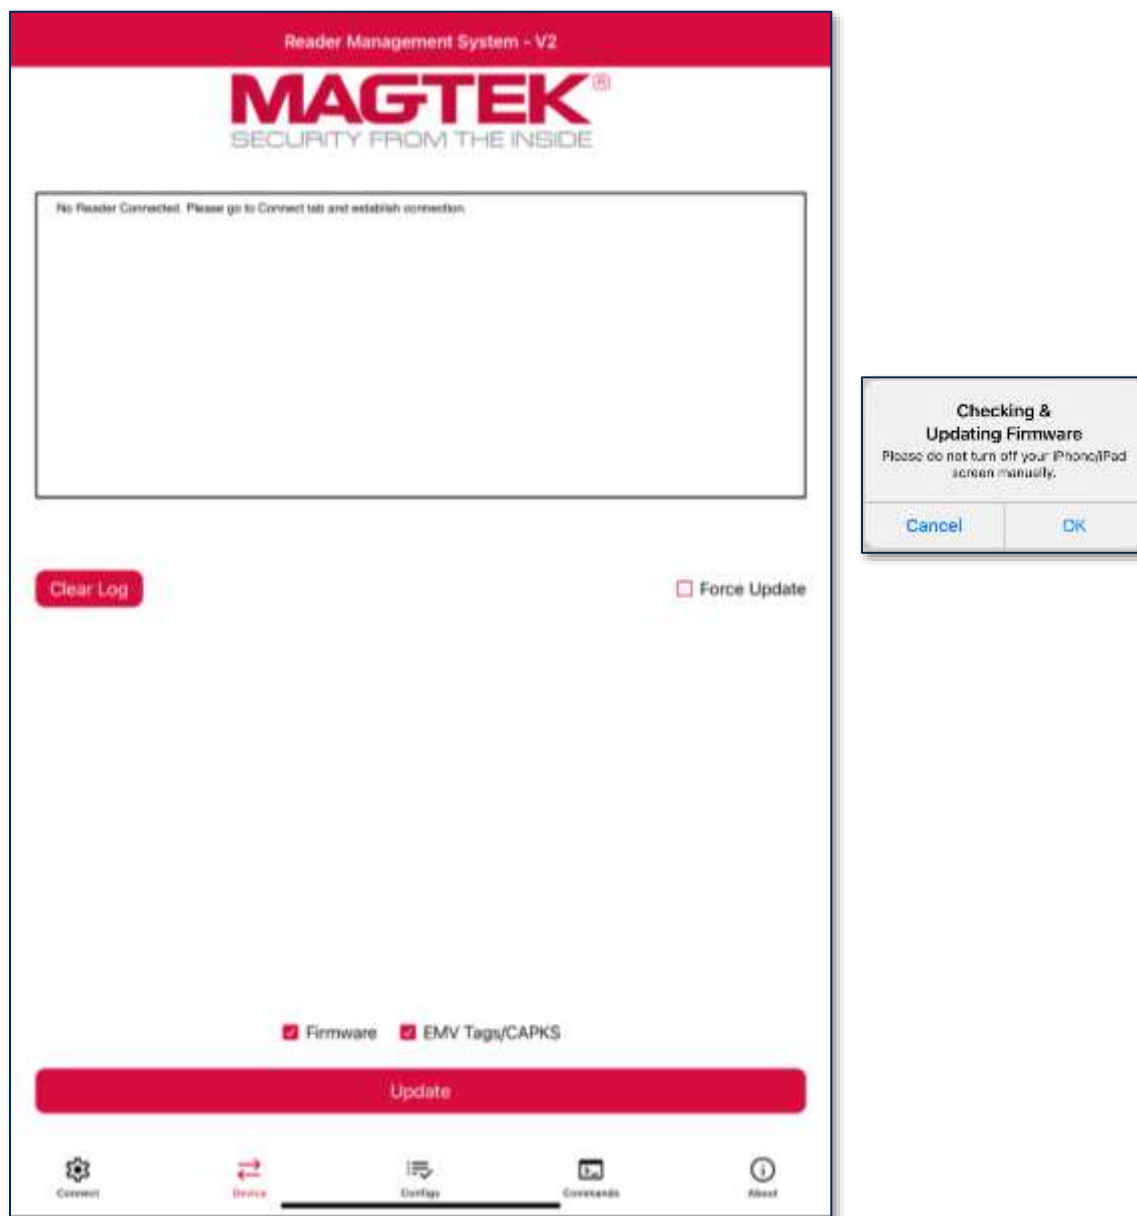 Reader Management System - V2
MAGTEK®
SECURITY FROM THE INSIDE
No Reader Connected. Please go to Connect tab and establish connection.
Checking &
Updating Firmware
Please do not turn off your iPhone/iPad
screen manually.
Cancel OK
Clear Log Force Update
Firmware EMV Tags/CAPKS
Update
Connect Device Configs Commands About